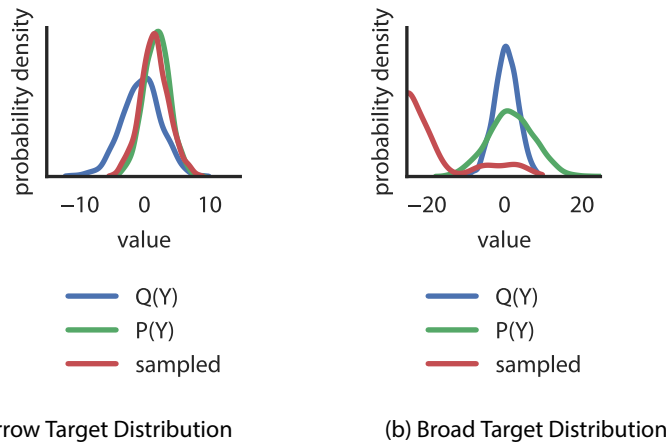 probability density
−10 0 10
value
Q(Y)
P(Y)
sampled
rrow Target Distribution
probability density
−20 0 20
value
Q(Y)
P(Y)
sampled
(b) Broad Target Distribution